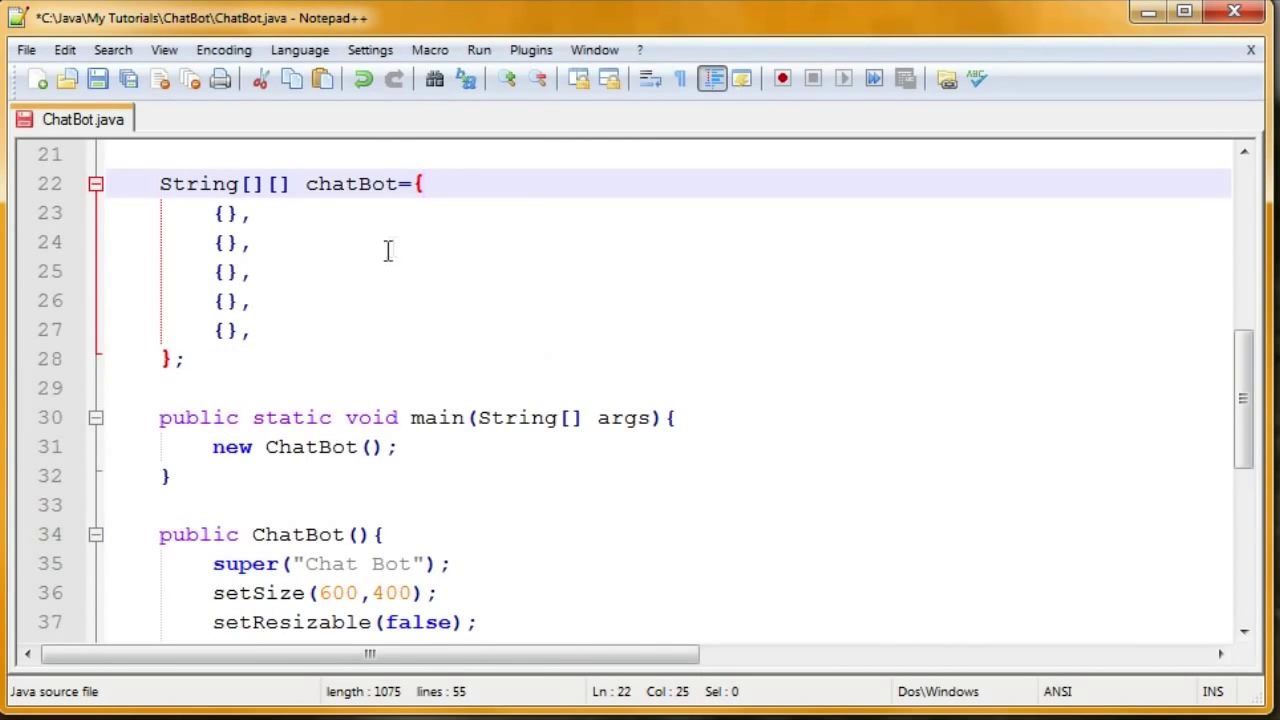 *C:\Java\My Tutorials\ChatBot\ChatBot.java - Notepad++
File Edit Search View Encoding Language Settings Macro Run Plugins Window ? X
ABC
ChatBot.java
21
22 String[][] chatBot={
23 {},
24 {},
25 {},
26 {},
27 {},
28 };
29
30 public static void main(String[] args){
31 new ChatBot();
32 }
33
34 public ChatBot(){
35 super("Chat Bot");
36 setSize(600,400);
37 setResizable(false);
Java source file length : 1075 lines : 55 Ln : 22 Col : 25 Sel : 0 Dos\Windows ANSI INS